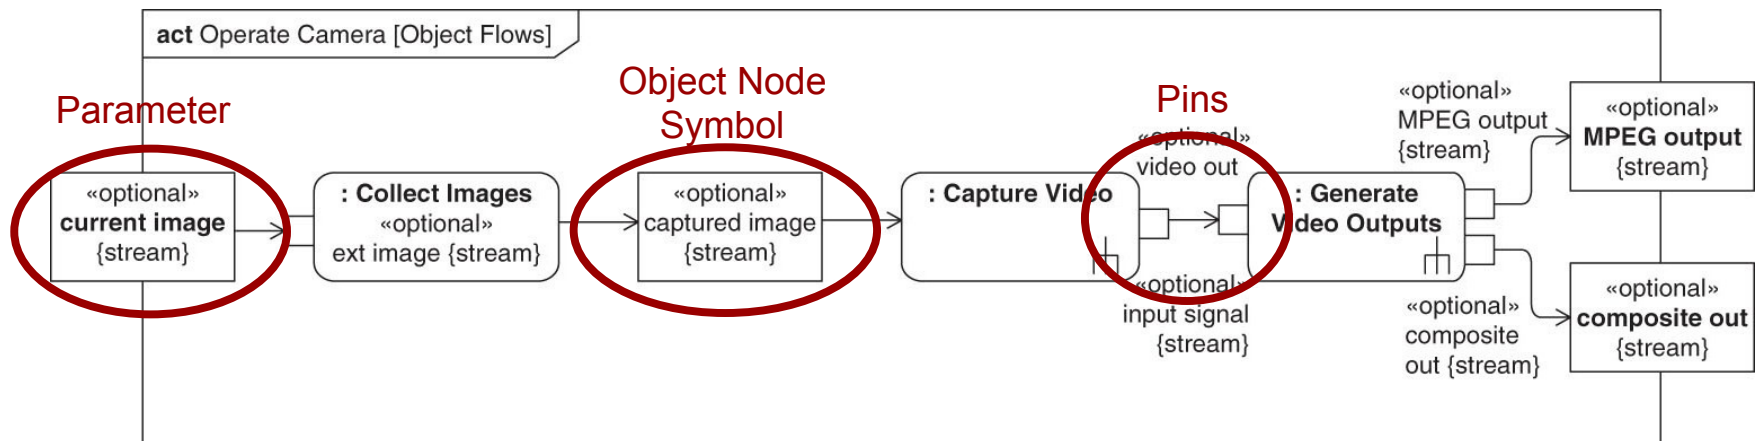 act Operate Camera [Object Flows]
Parameter
«optional»
current image
{stream}
: Collect Images
«optional»
ext image {stream}
Object Node
Symbol
«optional»
captured image
{stream}
: Capture Video
Pins
«optional»
video out
«optional»
input signal
{stream}
: Generate
Video Outputs
«optional»
MPEG output
{stream}
«optional»
composite
out {stream}
«optional»
MPEG output
{stream}
«optional»
composite out
{stream}